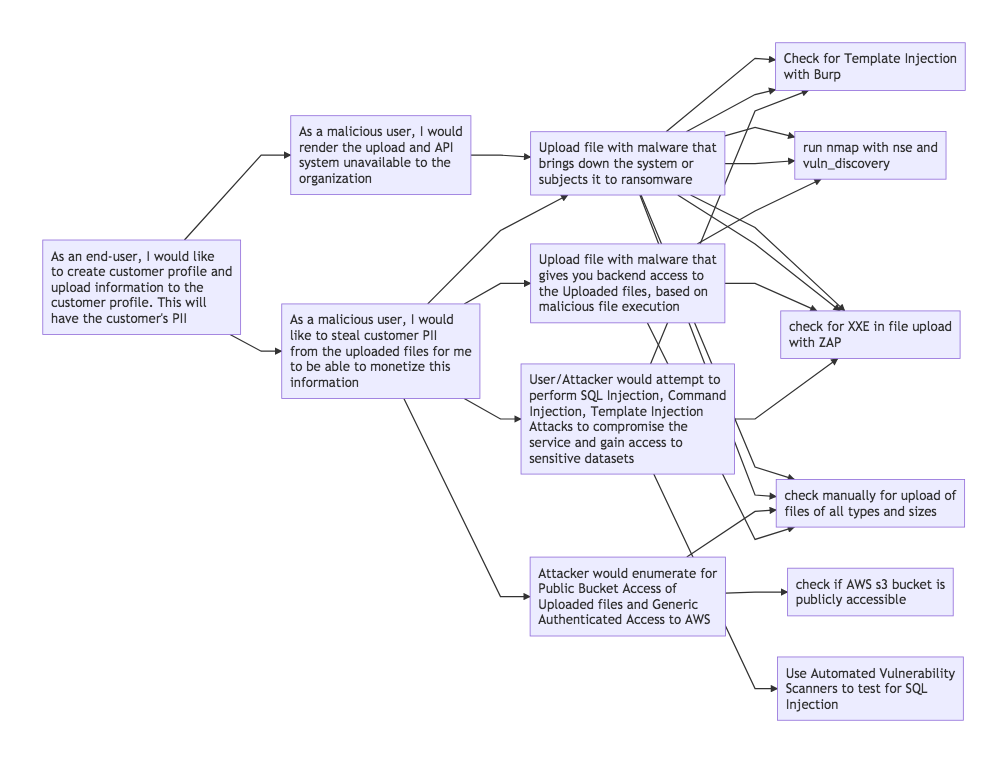 As an end-user, I would like
to create customer profile and
upload information to the
customer profile. This will
have the customer's PII
As a malicious user, I would
render the upload and API
system unavailable to the
organization
As a malicious user, I would
like to steal customer PII
from the uploaded files for me
to be able to monetize this
information
Upload file with malware that
brings down the system or
subjects it to ransomware
Upload file with malware that
gives you backend access to
the Uploaded files, based on
malicious file execution
User/Attacker would attempt to
perform SQL Injection, Command
Injection, Template Injection
Attacks to compromise the
service and gain access to
sensitive datasets
Attacker would enumerate for
Public Bucket Access of
Uploaded files and Generic
Authenticated Access to AWS
Check for Template Injection
with Burp
run nmap with nse and
vuln_discovery
check for XXE in file upload
with ZAP
check manually for upload of
files of all types and sizes
check if AWS s3 bucket is
publicly accessible
Use Automated Vulnerability
Scanners to test for SQL
Injection